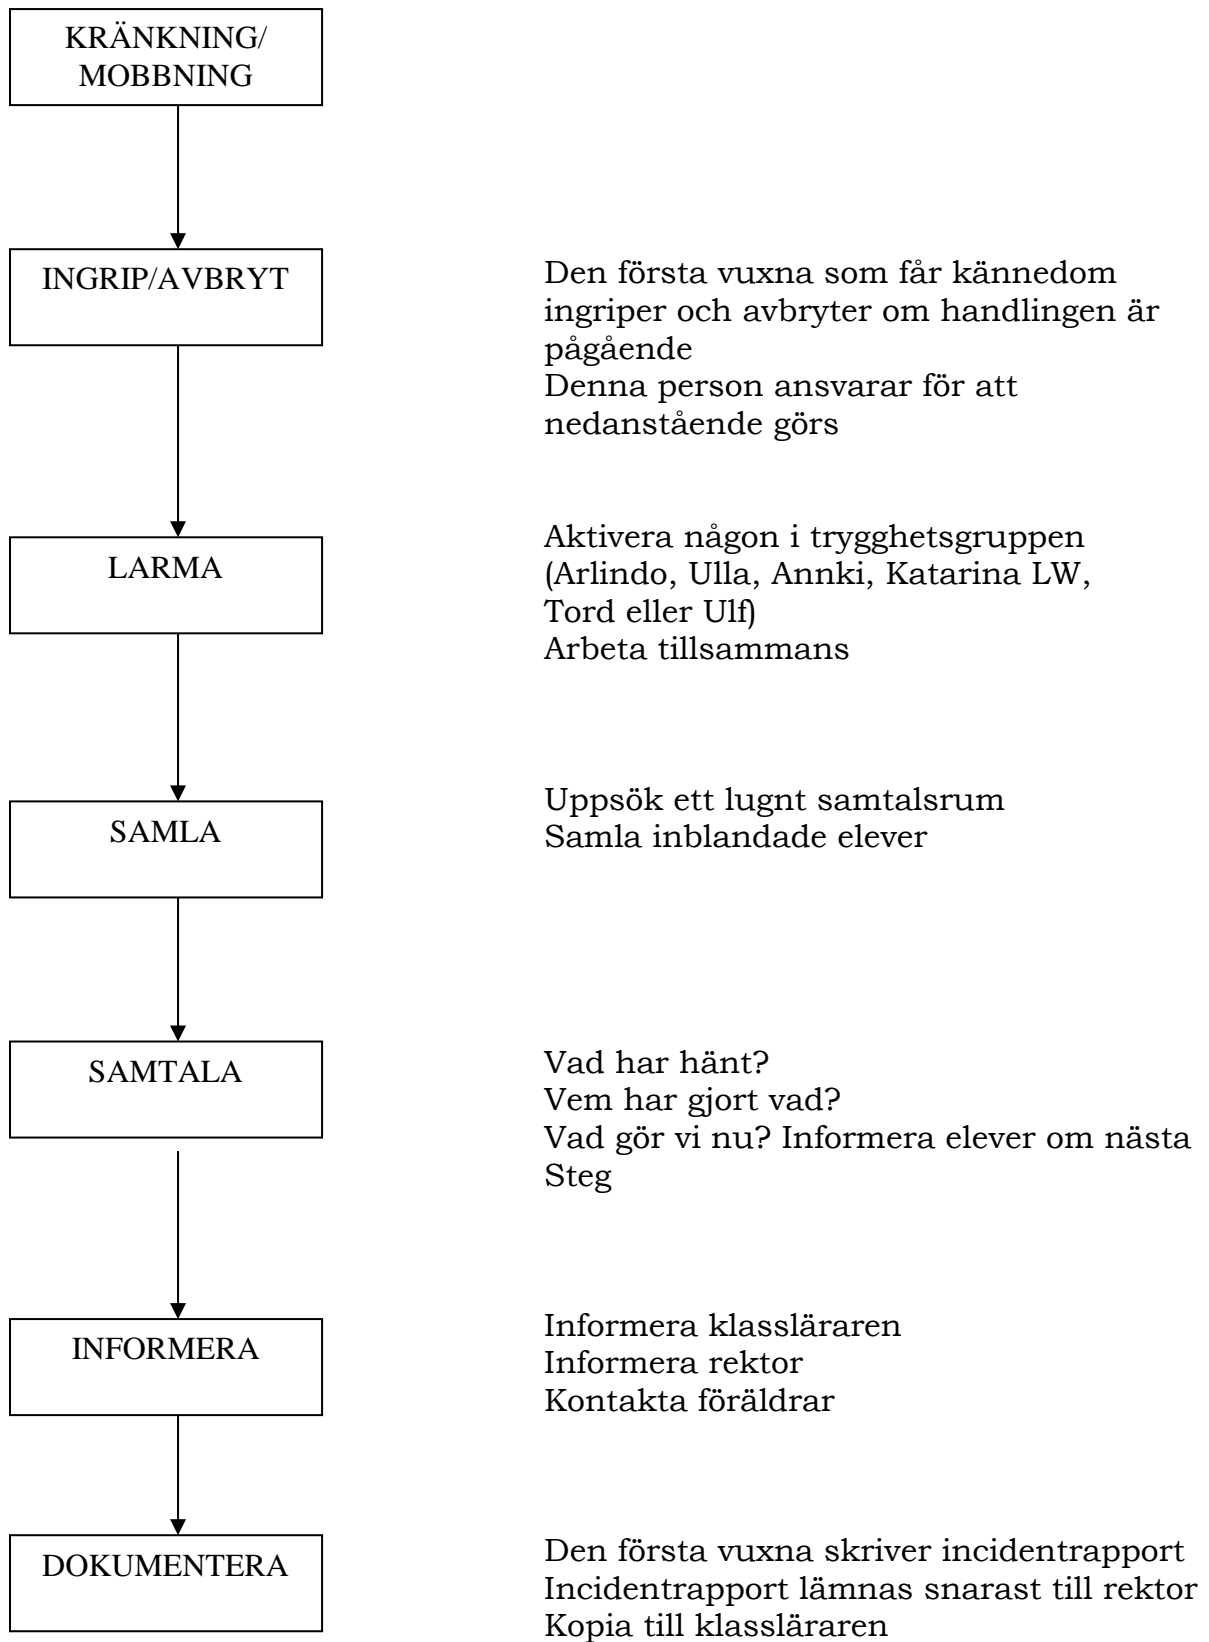 KRÄNKNING/
MOBBNING
INGRIP/AVBRYT
Den första vuxna som får kännedom
ingriper och avbryter om handlingen är
pågående
Denna person ansvarar för att
nedanstående görs
LARMA
Aktivera någon i trygghetsgruppen
(Arlindo, Ulla, Annki, Katarina LW,
Tord eller Ulf)
Arbeta tillsammans
SAMLA
Uppsök ett lugnt samtalsrum
Samla inblandade elever
SAMTALA
Vad har hänt?
Vem har gjort vad?
Vad gör vi nu? Informera elever om nästa
Steg
INFORMERA
Informera klassläraren
Informera rektor
Kontakta föräldrar
DOKUMENTERA
Den första vuxna skriver incidentrapport
Incidentrapport lämnas snarast till rektor
Kopia till klassläraren